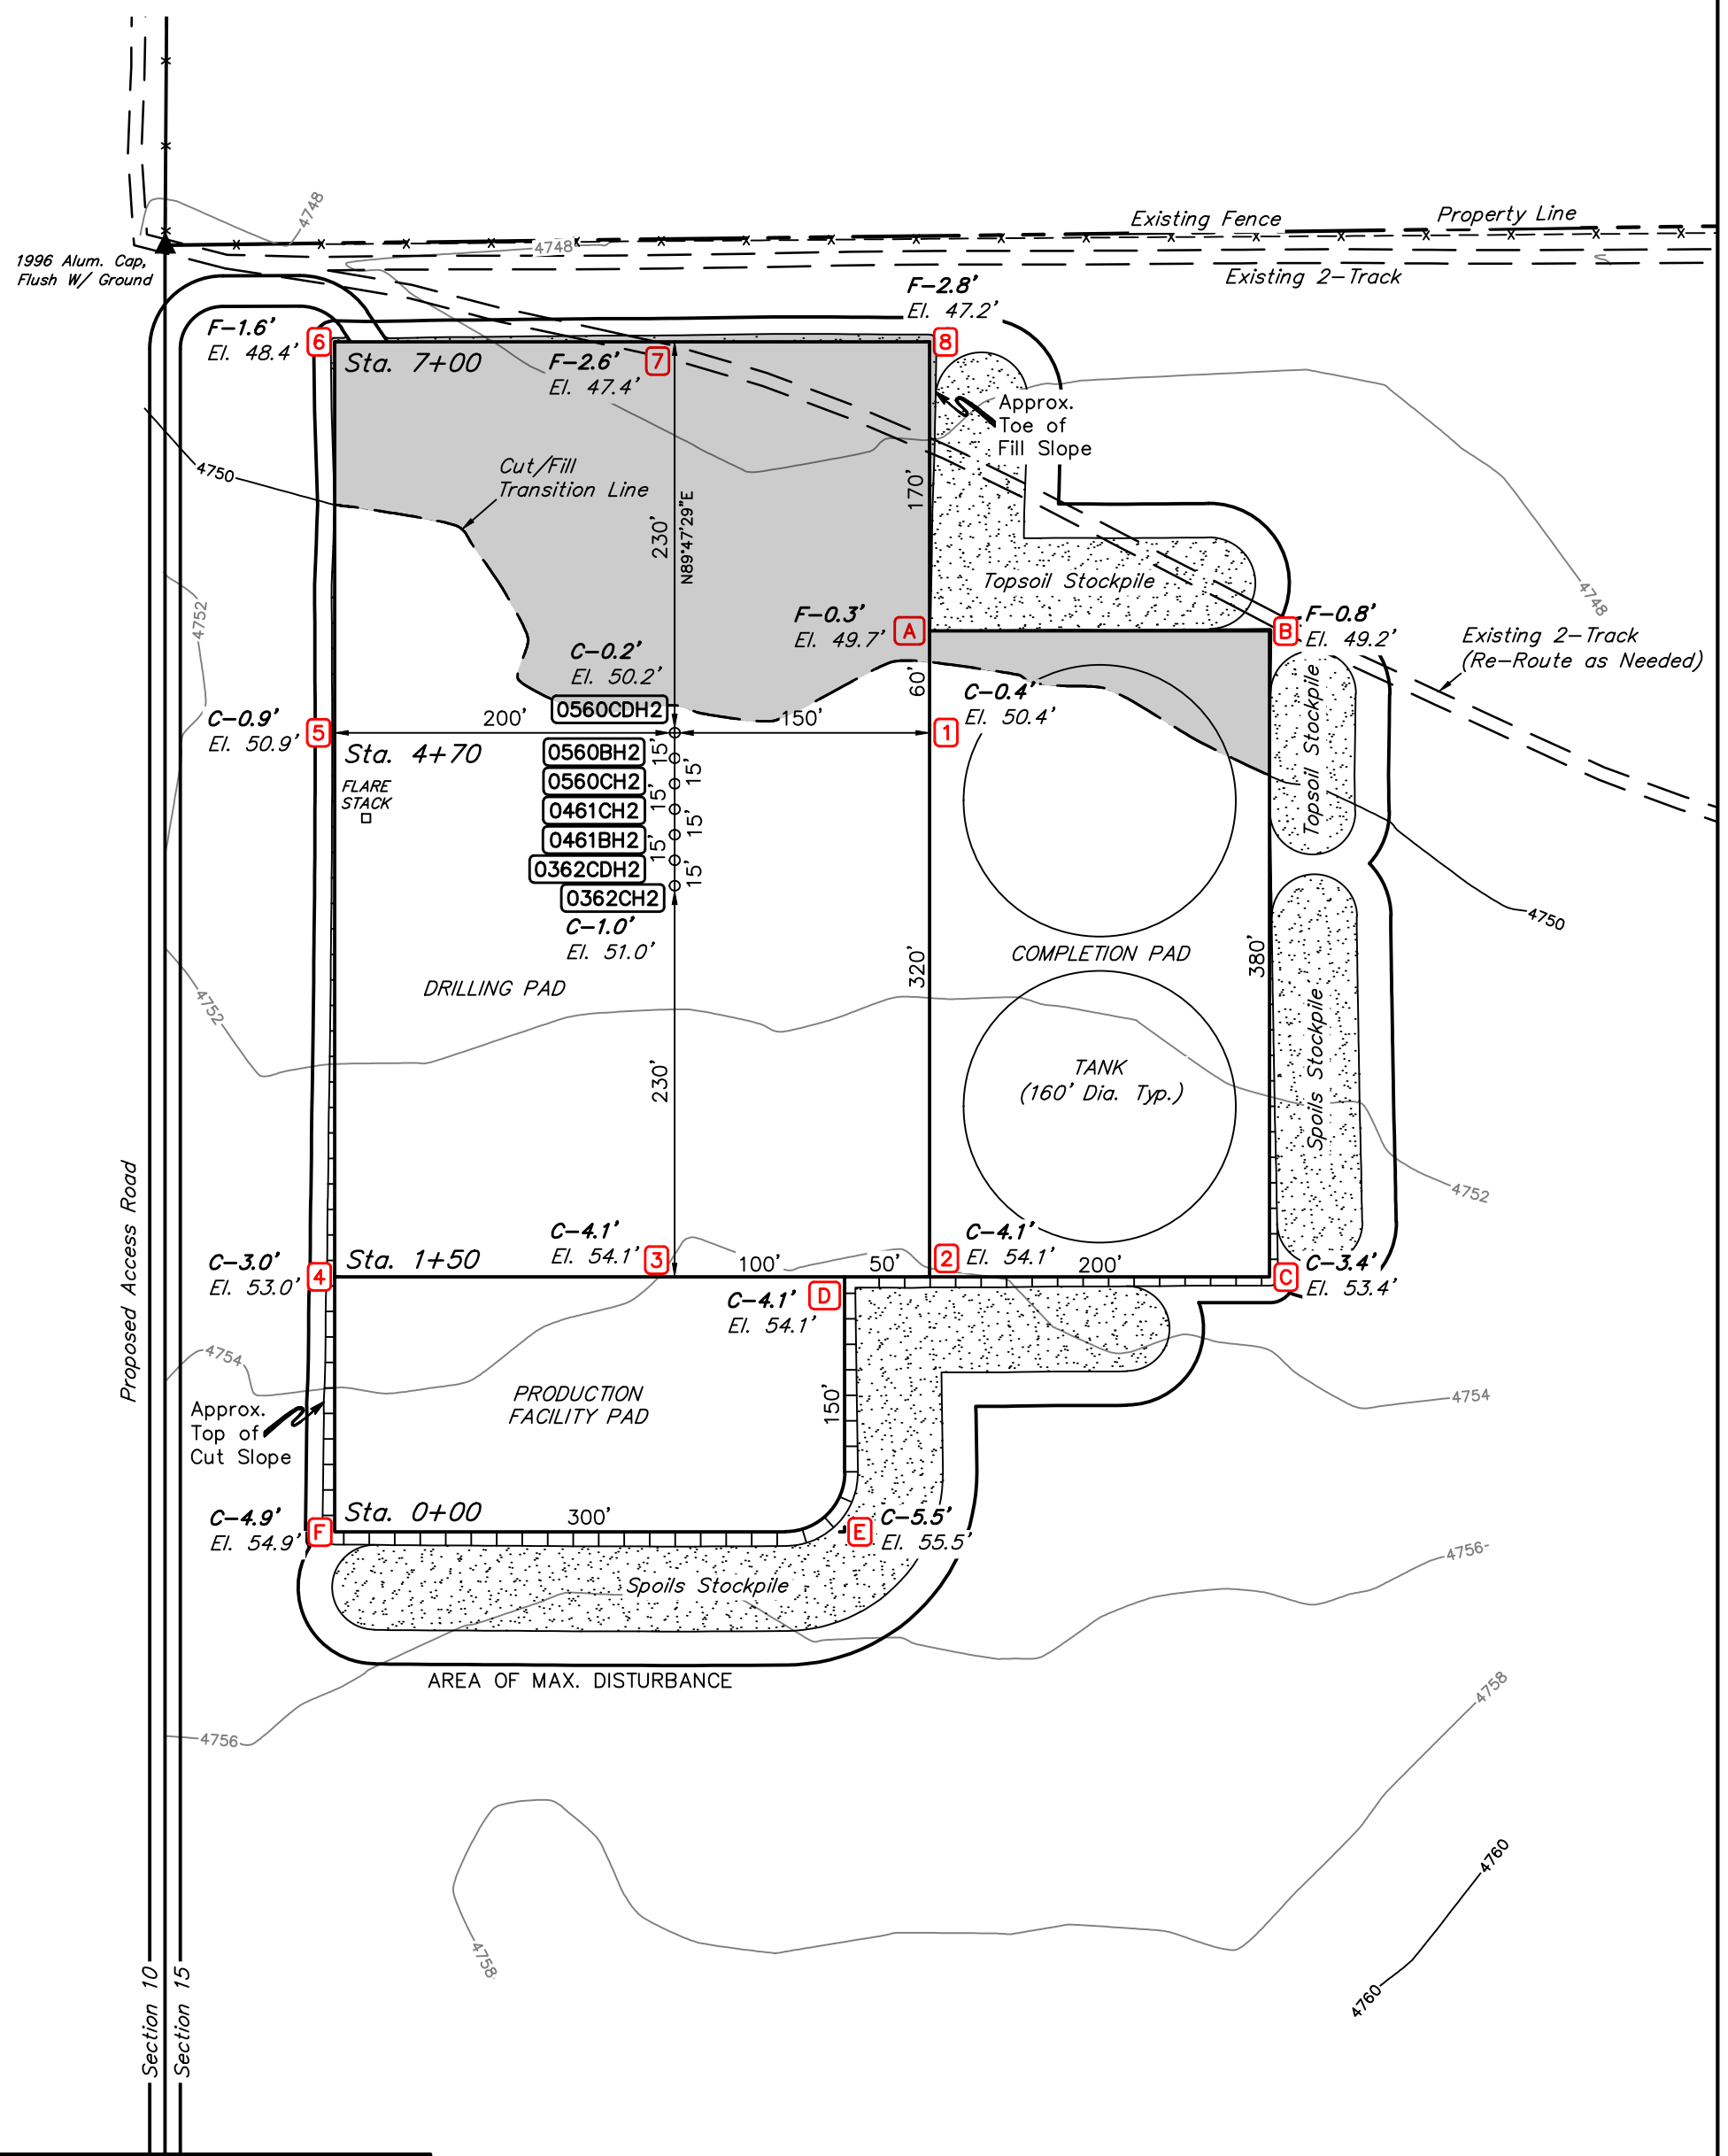 4748
4748
Existing Fence
Property Line
1996 Alum. Cap,
Flush W/ Ground
Existing 2-Track
F-2.8'
El. 47.2'
F-1.6'
El. 48.4'
6
8
Sta. 7+00
F-2.6'
El. 47.4'
7
Approx.
Toe of
Fill Slope
4750
Cut/Fill
Transition Line
170'
230'
N89°47'29"E
Topsoil Stockpile
4748
4752
F-0.3'
El. 49.7'
A
B
F-0.8'
El. 49.2'
Existing 2-Track
(Re-Route as Needed)
C-0.2'
El. 50.2'
60'
C-0.4'
El. 50.4'
0560CDH2
C-0.9'
El. 50.9'
5
200'
150'
1
Topsoil Stockpile
Sta. 4+70
0560BH2
15'
15'
FLARE
STACK
0560CH2
15'
0461CH2
15'
0461BH2
15'
0362CDH2
15'
0362CH2
C-1.0'
El. 51.0'
4750
COMPLETION PAD
320'
380'
DRILLING PAD
4752
Spoils Stockpile
230'
TANK
(160' Dia. Typ.)
4752
Proposed Access Road
C-4.1'
El. 54.1'
3
C-4.1'
El. 54.1'
2
C-3.0'
El. 53.0'
4
Sta. 1+50
100'
50'
200'
C
C-3.4'
El. 53.4'
C-4.1'
El. 54.1'
D
4754
4754
PRODUCTION
FACILITY PAD
150'
Approx.
Top of
Cut Slope
C-4.9'
El. 54.9'
F
Sta. 0+00
300'
E
C-5.5'
El. 55.5'
4756
Spoils Stockpile
AREA OF MAX. DISTURBANCE
4758
4756
4760
4758
4760
Section 10
Section 15